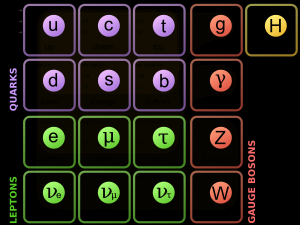 u c t g H
d s b γ
e μ τ Z
νe νμ ντ W
QUARKS
LEPTONS
GAUGE BOSONS